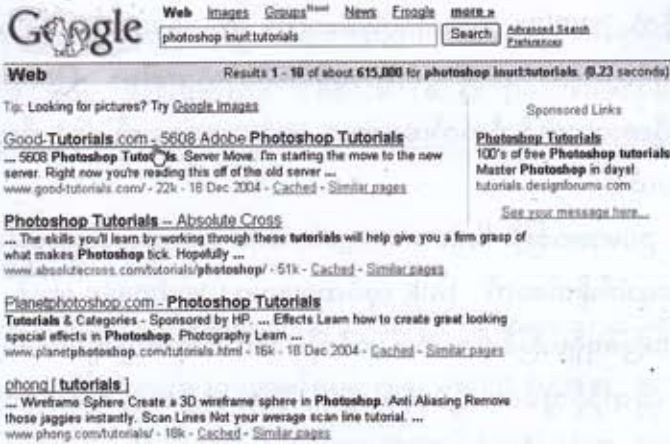 Google
Web Images Groups New! News Froogle more »
photoshop inurl:tutorials Search Advanced Search
Preferences
Web Results 1 - 10 of about 615,000 for photoshop inurl:tutorials. (0.23 seconds)
Tip: Looking for pictures? Try Google Images
Good-Tutorials.com - 5608 Adobe Photoshop Tutorials
... 5608 Photoshop Tutorials. Server Move. I'm starting the move to the new
server. Right now you're reading this off of the old server ...
www.good-tutorials.com/ - 22k - 18 Dec 2004 - Cached - Similar pages
Photoshop Tutorials -- Absolute Cross
... The skills you'll learn by working through these tutorials will help give you a firm grasp of
what makes Photoshop tick. Hopefully ...
www.absolutecross.com/tutorials/photoshop/ - 51k - Cached - Similar pages
Planetphotoshop.com - Photoshop Tutorials
Tutorials & Categories - Sponsored by HP. ... Effects Learn how to create great looking
special effects in Photoshop. Photography Learn ...
www.planetphotoshop.com/tutorials.html - 16k - 18 Dec 2004 - Cached - Similar pages
phong [ tutorials ]
... Wireframe Sphere Create a 3D wireframe sphere in Photoshop. Anti Aliasing Remove
those jaggies instantly. Scan Lines Not your average scan line tutorial. ...
www.phong.com/tutorials/ - 18k - Cached - Similar pages
Sponsored Links
Photoshop Tutorials
100's of free Photoshop tutorials
Master Photoshop in days!
tutorials.designforums.com
See your message here...